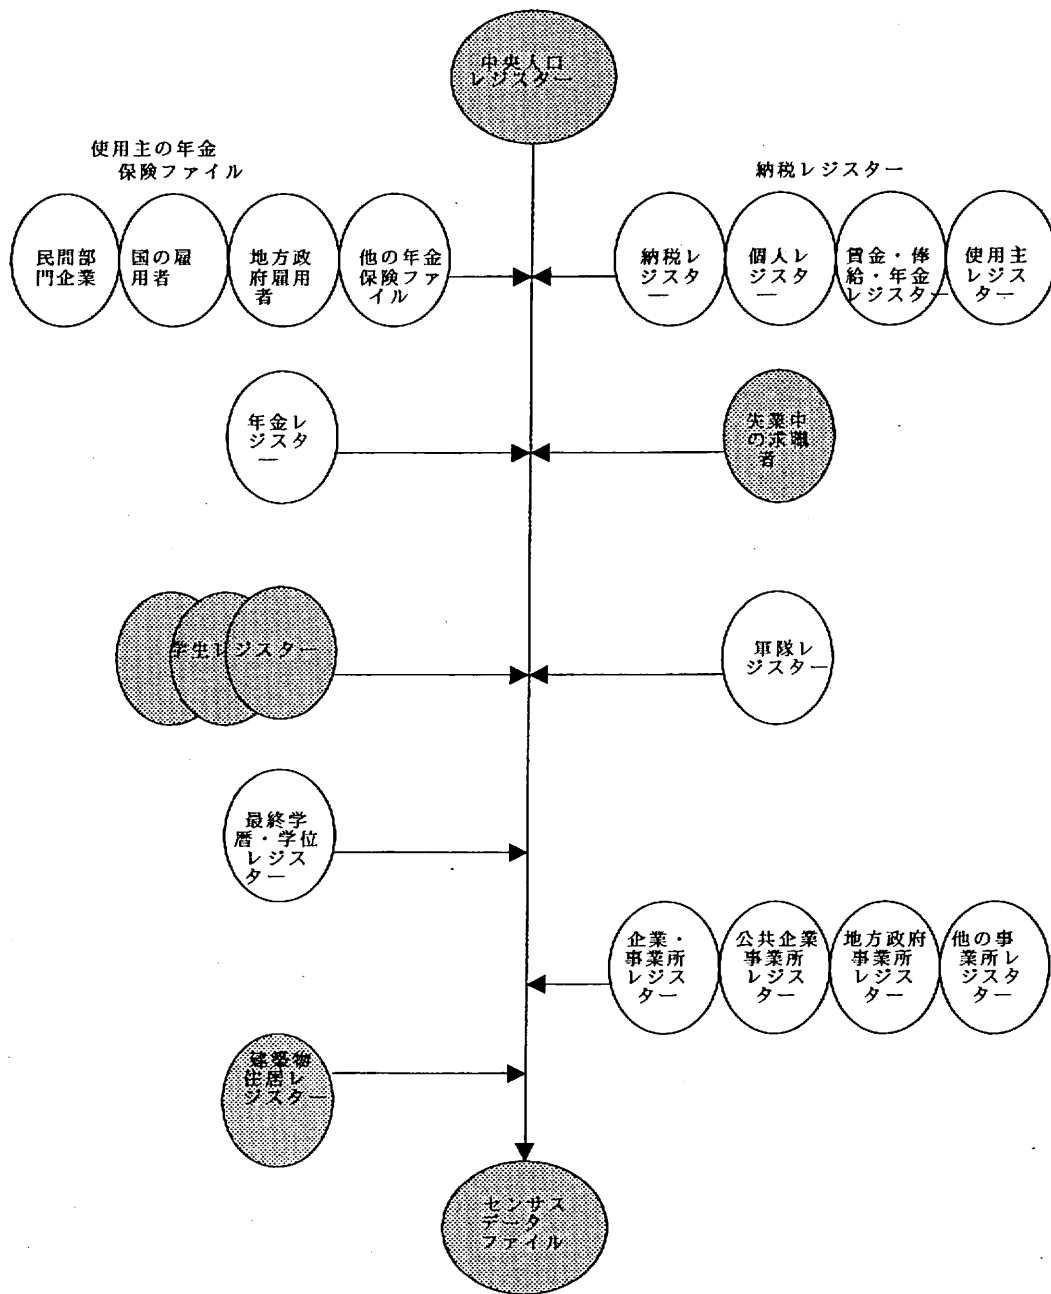 中央人口
レジスター
使用主の年金
保険ファイル
納税レジスター
民間部
門企業
国の雇
用者
地方政
府雇用
者
他の年金
保険ファ
イル
納税レ
ジスタ
ー
個人レ
ジスタ
ー
賃金・俸
給・年金
レジスター
使用主
レジス
ター
年金レ
ジスタ
ー
失業中
の求職
者
学生レジスター
軍隊レ
ジスター
最終学
暦・学位
レジス
ター
企業・
事業所
レジス
ター
公共企業
事業所
レジス
ター
地方政府
事業所
レジス
ター
他の事
業所レ
ジスタ
ー
建築物
住居レ
ジスター
センサス
データ
ファイル